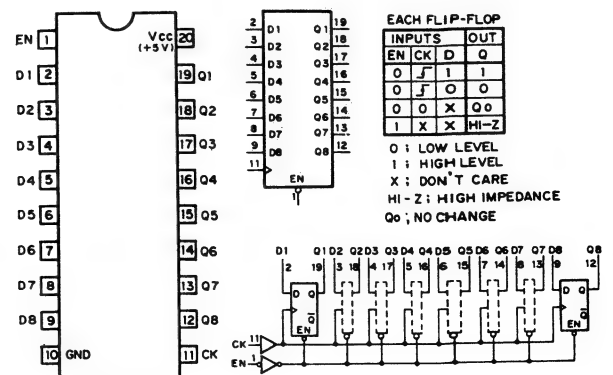 EN 1
Vcc 20
(+5V)
D1 2
19 Q1
D2 3
18 Q2
D3 4
17 Q3
D4 5
16 Q4
D5 6
15 Q5
D6 7
14 Q6
D7 8
13 Q7
D8 9
12 Q8
10 GND
11 CK
2 D1 Q1 19
3 D2 Q2 18
4 D3 Q3 17
5 D4 Q4 16
6 D5 Q5 15
7 D6 Q6 14
8 D7 Q7 13
9 D8 Q8 12
11
EN
1
EACH FLIP-FLOP
INPUTS OUT
EN CK D Q
0 1 1
0 0 0
0 0 X Qo
1 X X HI-Z
0 ; LOW LEVEL
1 ; HIGH LEVEL
X ; DON'T CARE
HI-Z ; HIGH IMPEDANCE
Qo ; NO CHANGE
D1 Q1 D2 Q2 D3 Q3 D4 Q4 D5 Q5 D6 Q6 D7 Q7 D8 Q8
2 19 3 18 4 17 5 16 6 15 7 14 8 13 9 12
D Q
Q̅
EN
D Q
Q̅
EN
CK 11
EN 1